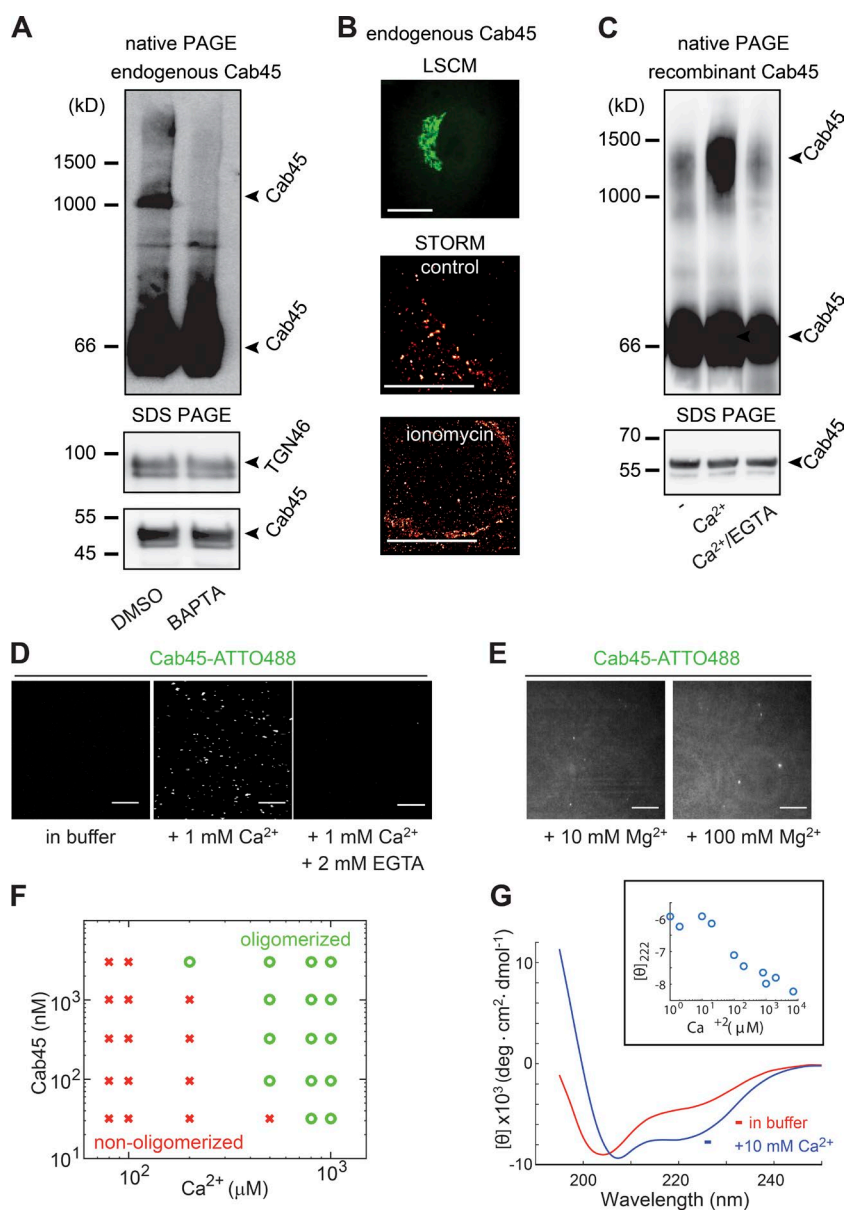 A
native PAGE
endogenous Cab45
(kD)
1500
1000
66
Cab45
Cab45
SDS PAGE
100
TGN46
55
45
Cab45
DMSO
BAPTA
B
endogenous Cab45
LSCM
STORM
control
ionomycin
C
native PAGE
recombinant Cab45
(kD)
1500
1000
66
Cab45
Cab45
SDS PAGE
70
55
Cab45
-
Ca²⁺
Ca²⁺/EGTA
D
Cab45-ATTO488
in buffer
+ 1 mM Ca²⁺
+ 1 mM Ca²⁺
+ 2 mM EGTA
E
Cab45-ATTO488
+ 10 mM Mg²⁺
+ 100 mM Mg²⁺
F
oligomerized
non-oligomerized
10³
10²
10¹
Cab45 (nM)
10²
10³
Ca²⁺ (μM)
G
[θ] x10³ (deg · cm²· dmol⁻¹)
10
0
-10
200
220
240
Wavelength (nm)
in buffer
+10 mM Ca²⁺
[θ]₂₂₂
-6
-7
-8
10⁰
10¹
10²
10³
10⁴
Ca ⁺²( μM)